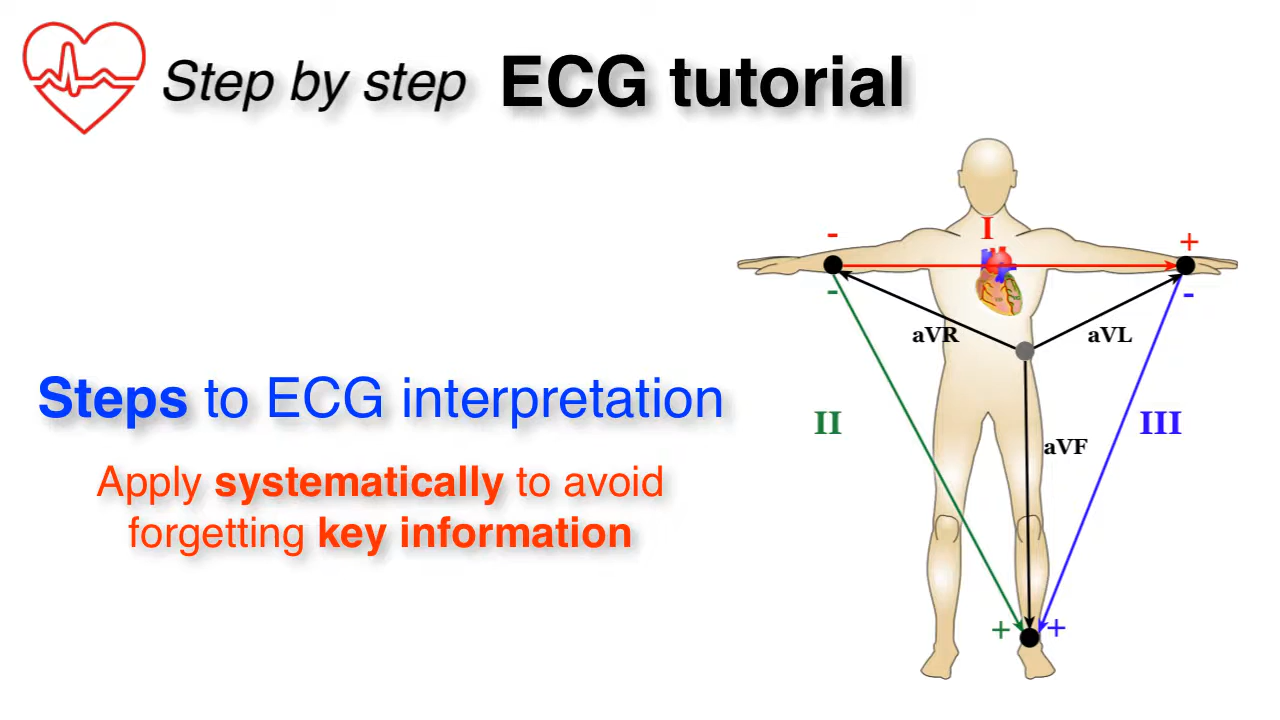 Step by step ECG tutorial
I
- +
- -
aVR aVL
Steps to ECG interpretation
II III
aVF
Apply systematically to avoid
forgetting key information
+ +